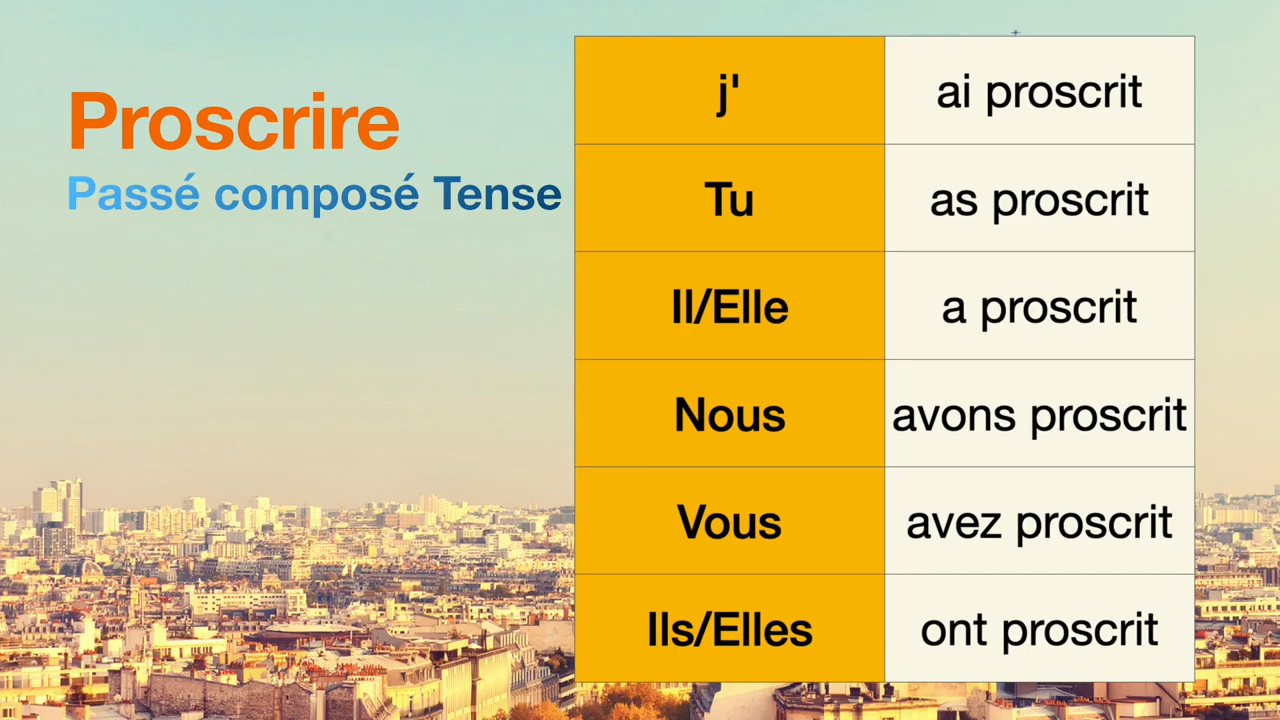 Proscrire
Passé composé Tense
j' ai proscrit
Tu as proscrit
Il/Elle a proscrit
Nous avons proscrit
Vous avez proscrit
Ils/Elles ont proscrit